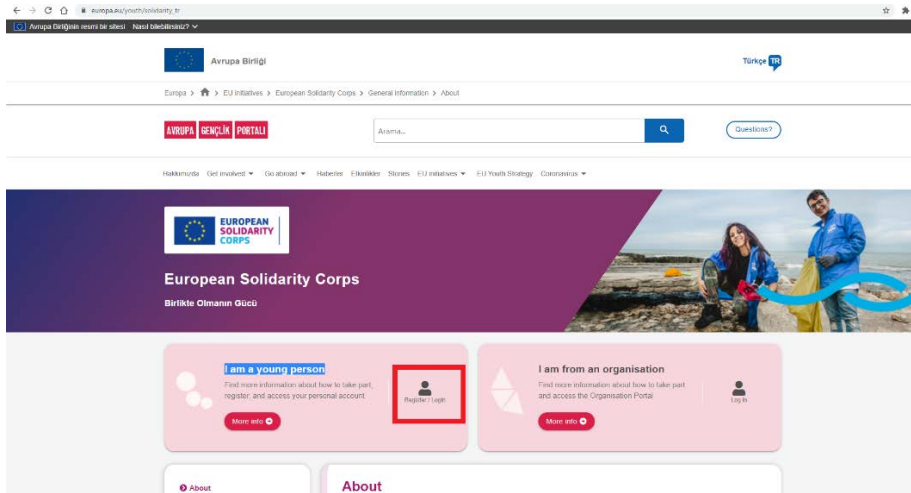 europa.eu/youth/solidarity_tr
Avrupa Birliğinin resmi bir sitesi Nasıl bilebilirsiniz?
Avrupa Birliği
Türkçe TR
Europa > EU initiatives > European Solidarity Corps > General information > About
AVRUPA GENÇLİK PORTALI
Arama...
Questions?
Hakkımızda Get involved Go abroad Haberler Etkinlikler Stories EU initiatives EU Youth Strategy Coronavirus
EUROPEAN
SOLIDARITY
CORPS
European Solidarity Corps
Birlikte Olmanın Gücü
I am a young person
Find more information about how to take part,
register, and access your personal account
Register / Login
More info
I am from an organisation
Find more information about how to take part
and access the Organisation Portal
Log in
More info
About
About